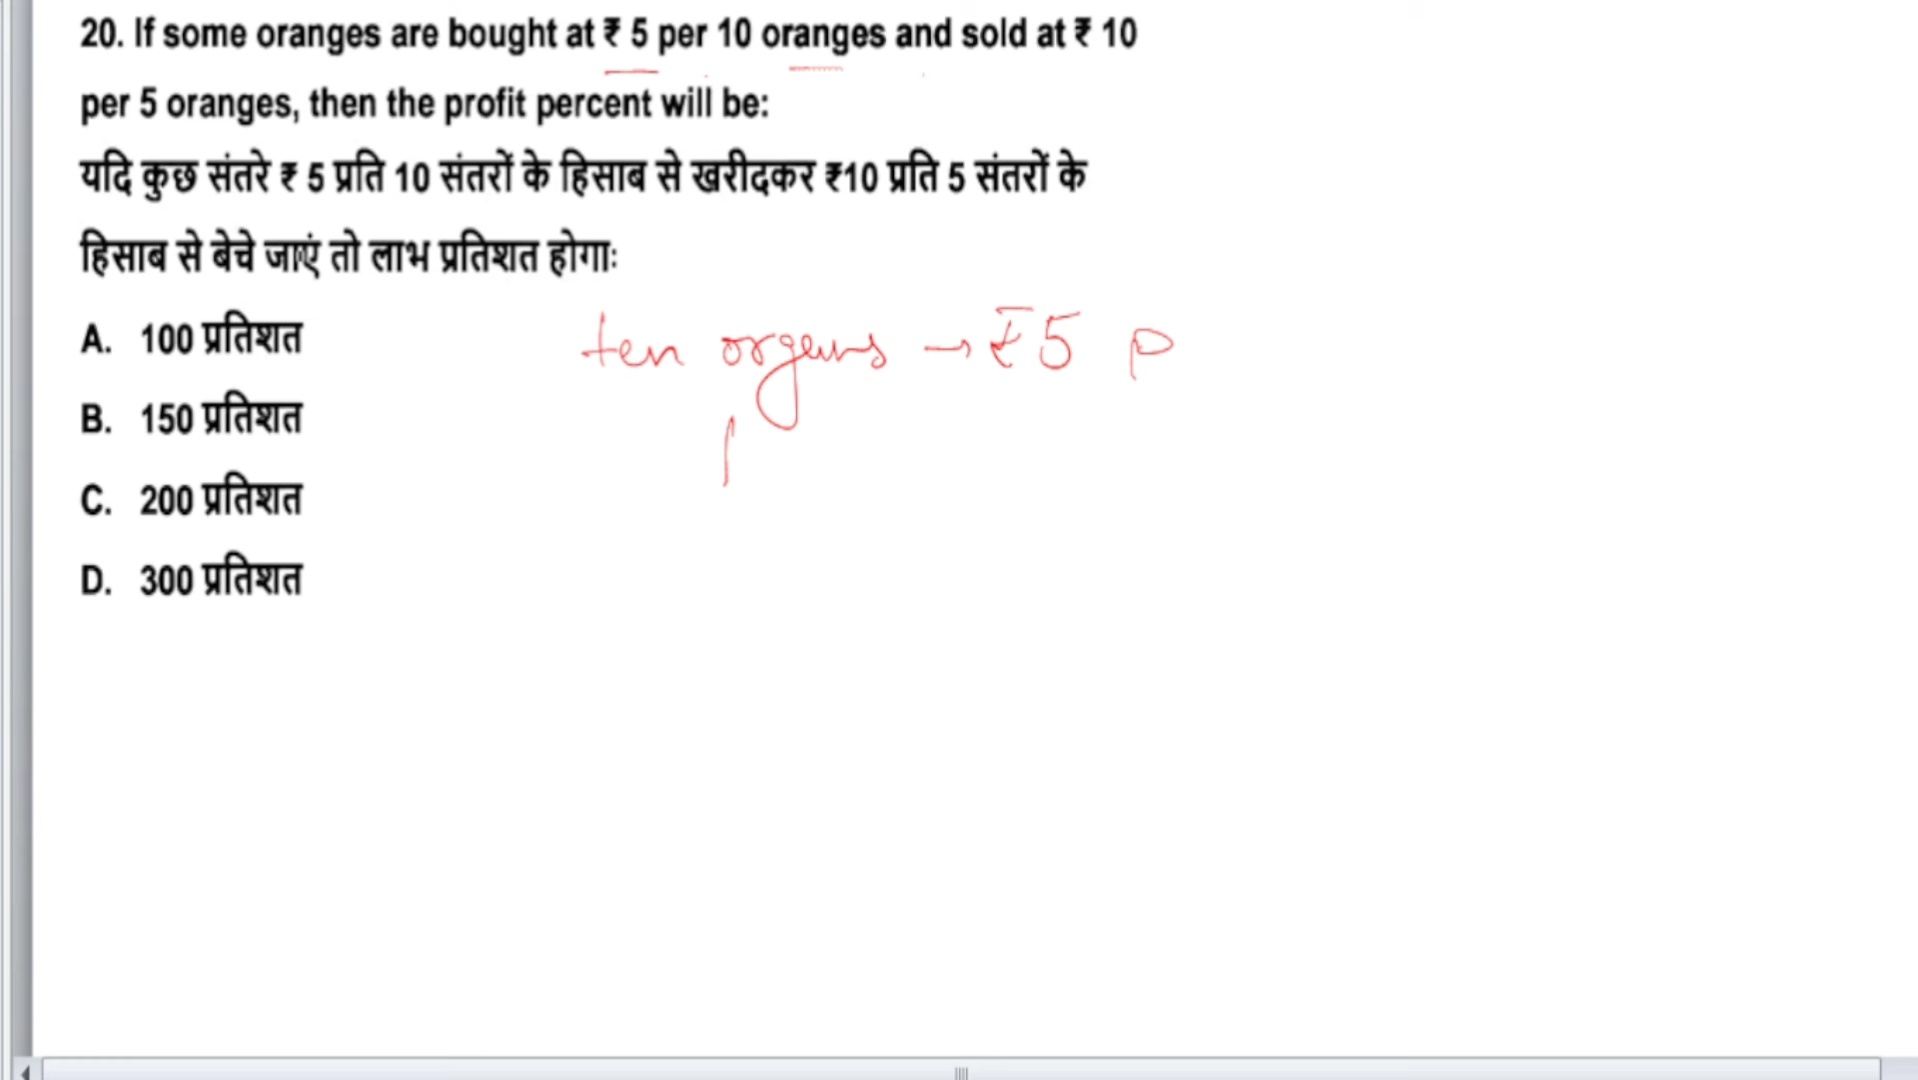 20. If some oranges are bought at ₹ 5 per 10 oranges and sold at ₹ 10
per 5 oranges, then the profit percent will be:
यदि कुछ संतरे ₹ 5 प्रति 10 संतरों के हिसाब से खरीदकर ₹10 प्रति 5 संतरों के
हिसाब से बेचे जाएं तो लाभ प्रतिशत होगाः
A. 100 प्रतिशत
ten orgens → ₹5 P
B. 150 प्रतिशत
C. 200 प्रतिशत
D. 300 प्रतिशत